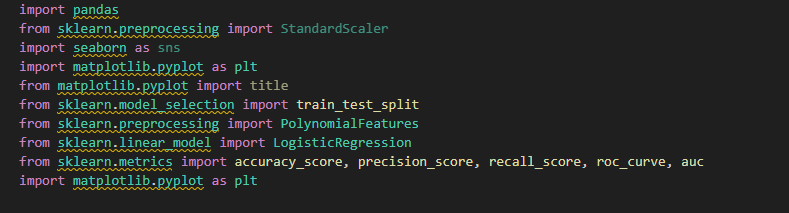 import pandas
from sklearn.preprocessing import StandardScaler
import seaborn as sns
import matplotlib.pyplot as plt
from matplotlib.pyplot import title
from sklearn.model_selection import train_test_split
from sklearn.preprocessing import PolynomialFeatures
from sklearn.linear_model import LogisticRegression
from sklearn.metrics import accuracy_score, precision_score, recall_score, roc_curve, auc
import matplotlib.pyplot as plt